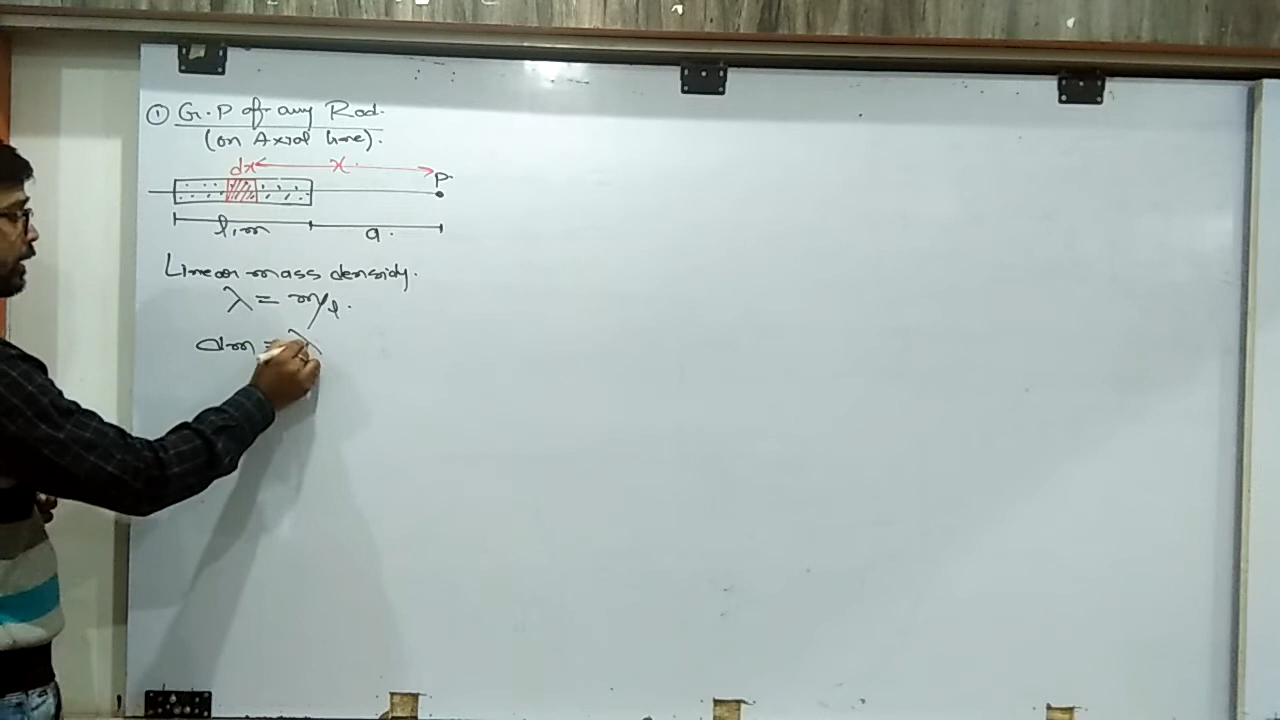 ① G.P of any Rod.
(on Axial line).
dx x
P.
l, m a.
Linear mass density.
λ = m/l.
dm = λ